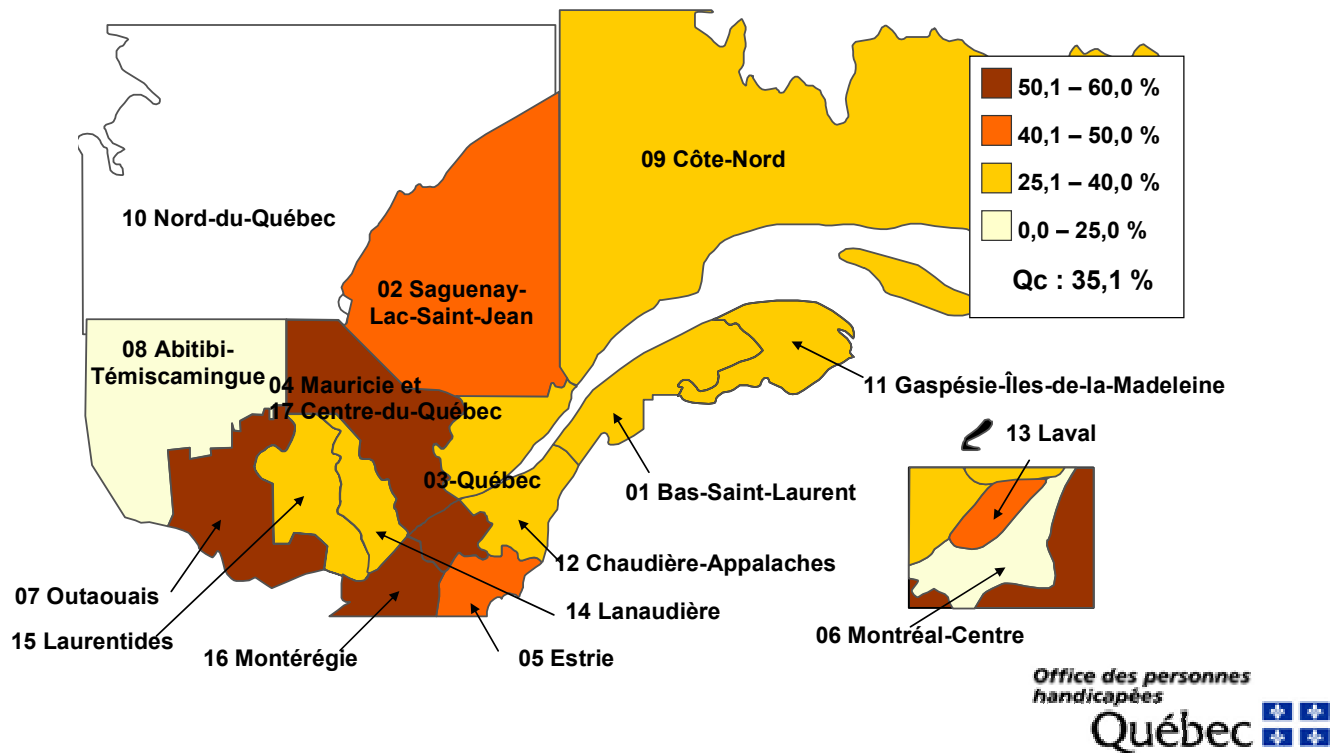 50,1 – 60,0 %
40,1 – 50,0 %
25,1 – 40,0 %
0,0 – 25,0 %
Qc : 35,1 %
09 Côte-Nord
10 Nord-du-Québec
02 Saguenay-
Lac-Saint-Jean
08 Abitibi-
Témiscamingue
04 Mauricie et
17 Centre-du-Québec
11 Gaspésie-Îles-de-la-Madeleine
13 Laval
03-Québec
01 Bas-Saint-Laurent
12 Chaudière-Appalaches
07 Outaouais
14 Lanaudière
15 Laurentides
16 Montérégie
05 Estrie
06 Montréal-Centre
Office des personnes
handicapées
Québec